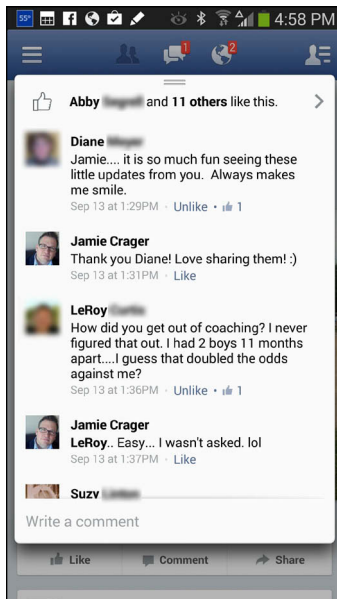 55°
4:58 PM
1
2
Abby and 11 others like this.
Diane
Jamie.... it is so much fun seeing these
little updates from you. Always makes
me smile.
Sep 13 at 1:29PM · Unlike · 1
Jamie Crager
Thank you Diane! Love sharing them! :)
Sep 13 at 1:31PM · Like
LeRoy
How did you get out of coaching? I never
figured that out. I had 2 boys 11 months
apart....I guess that doubled the odds
against me?
Sep 13 at 1:36PM · Unlike · 1
Jamie Crager
LeRoy.. Easy... I wasn't asked. lol
Sep 13 at 1:37PM · Like
Suzy
Write a comment
Like Comment Share